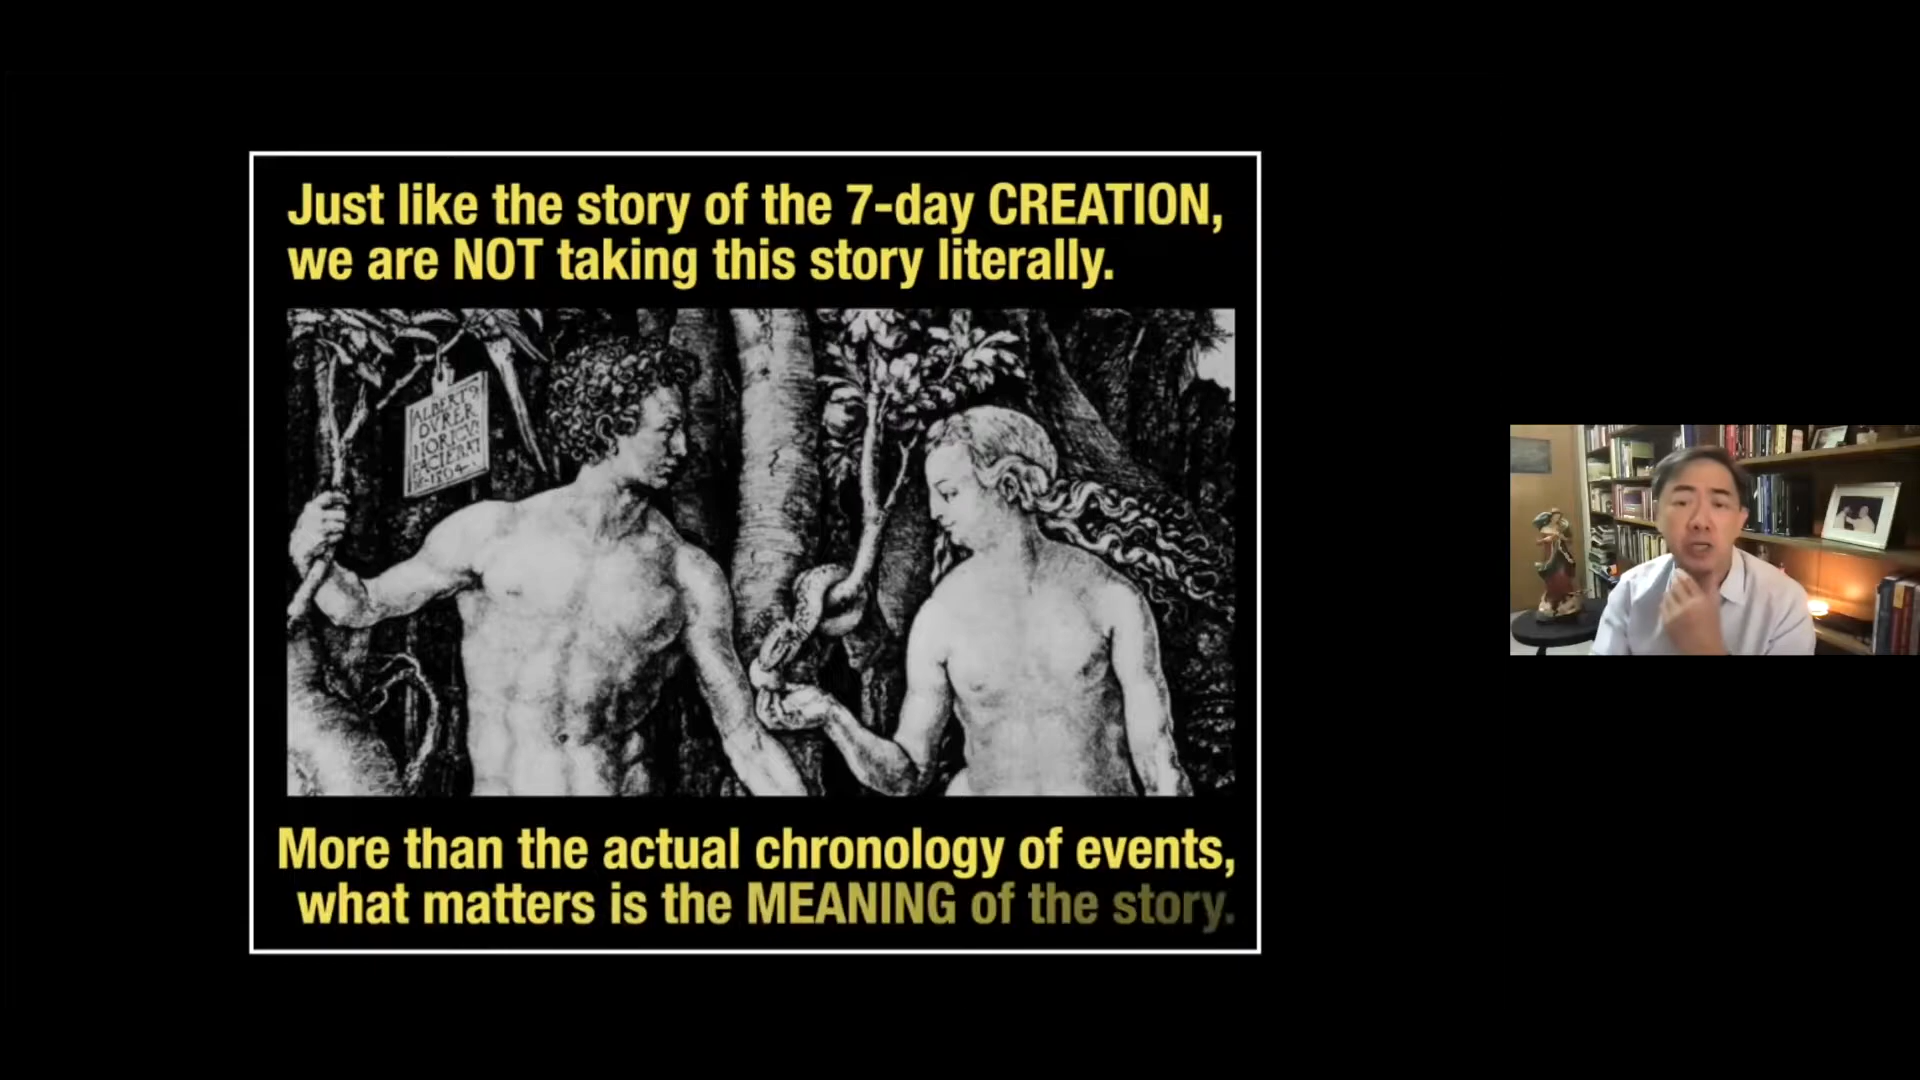 Just like the story of the 7-day CREATION,
we are NOT taking this story literally.
ALBERT
DVRER
NORICVS
FACIEBAT
1504
More than the actual chronology of events,
what matters is the MEANING of the story.